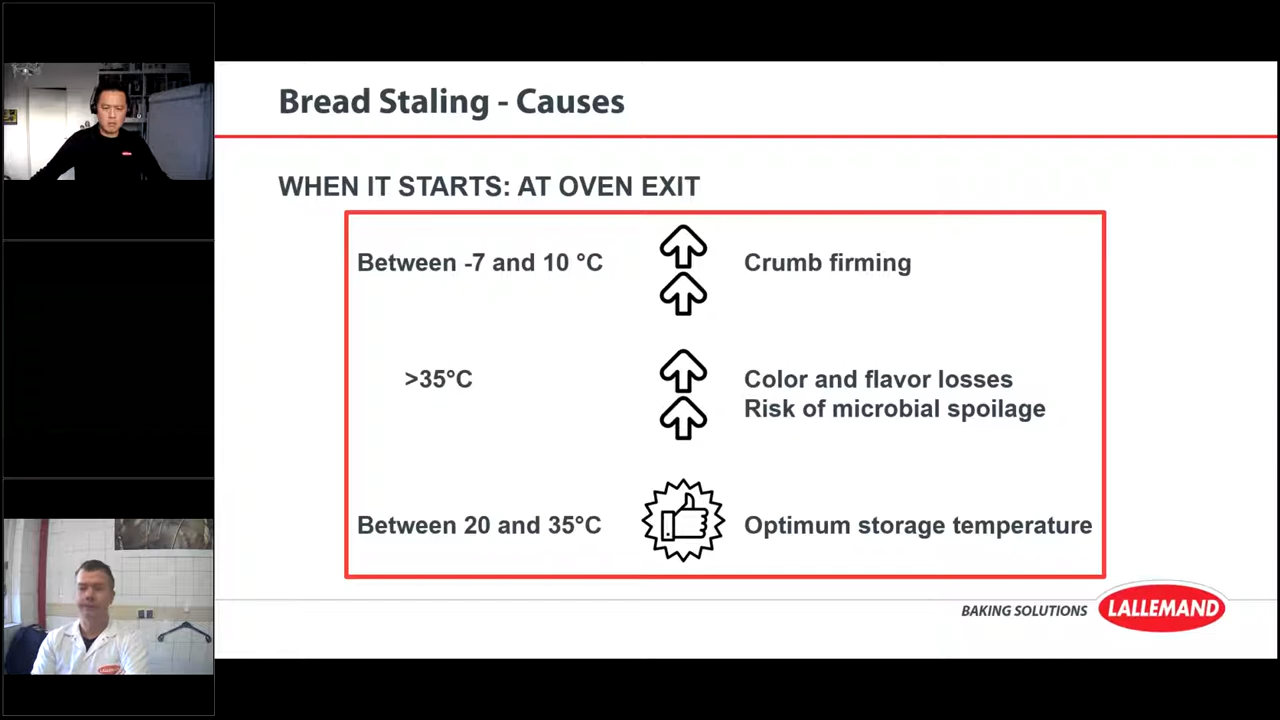 Bread Staling - Causes
WHEN IT STARTS: AT OVEN EXIT
Between -7 and 10 °C
Crumb firming
>35°C
Color and flavor losses
Risk of microbial spoilage
Between 20 and 35°C
Optimum storage temperature
BAKING SOLUTIONS
LALLEMAND